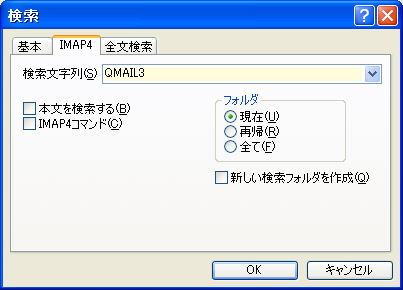 検索
基本 IMAP4 全文検索
検索文字列(S) QMAIL3
本文を検索する(B)
IMAP4コマンド(C)
フォルダ
現在(U)
再帰(R)
全て(F)
新しい検索フォルダを作成(Q)
OK キャンセル